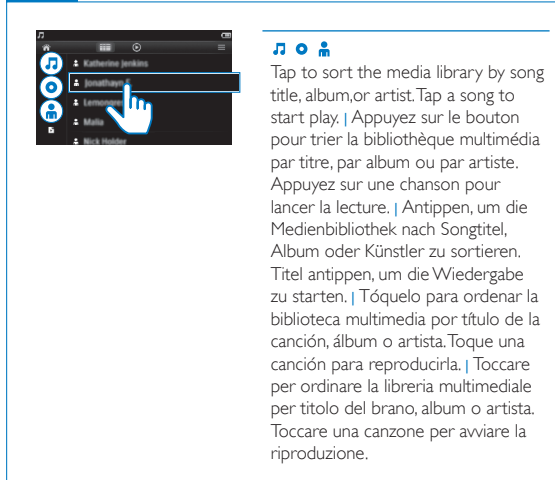 Katherine Jenkins
Jonathayn S
Malia
Nick Holder
Tap to sort the media library by song
title, album,or artist.Tap a song to
start play. | Appuyez sur le bouton
pour trier la bibliothèque multimédia
par titre, par album ou par artiste.
Appuyez sur une chanson pour
lancer la lecture. | Antippen, um die
Medienbibliothek nach Songtitel,
Album oder Künstler zu sortieren.
Titel antippen, um die Wiedergabe
zu starten. | Tóquelo para ordenar la
biblioteca multimedia por título de la
canción, álbum o artista.Toque una
canción para reproducirla. | Toccare
per ordinare la libreria multimediale
per titolo del brano, album o artista.
Toccare una canzone per avviare la
riproduzione.